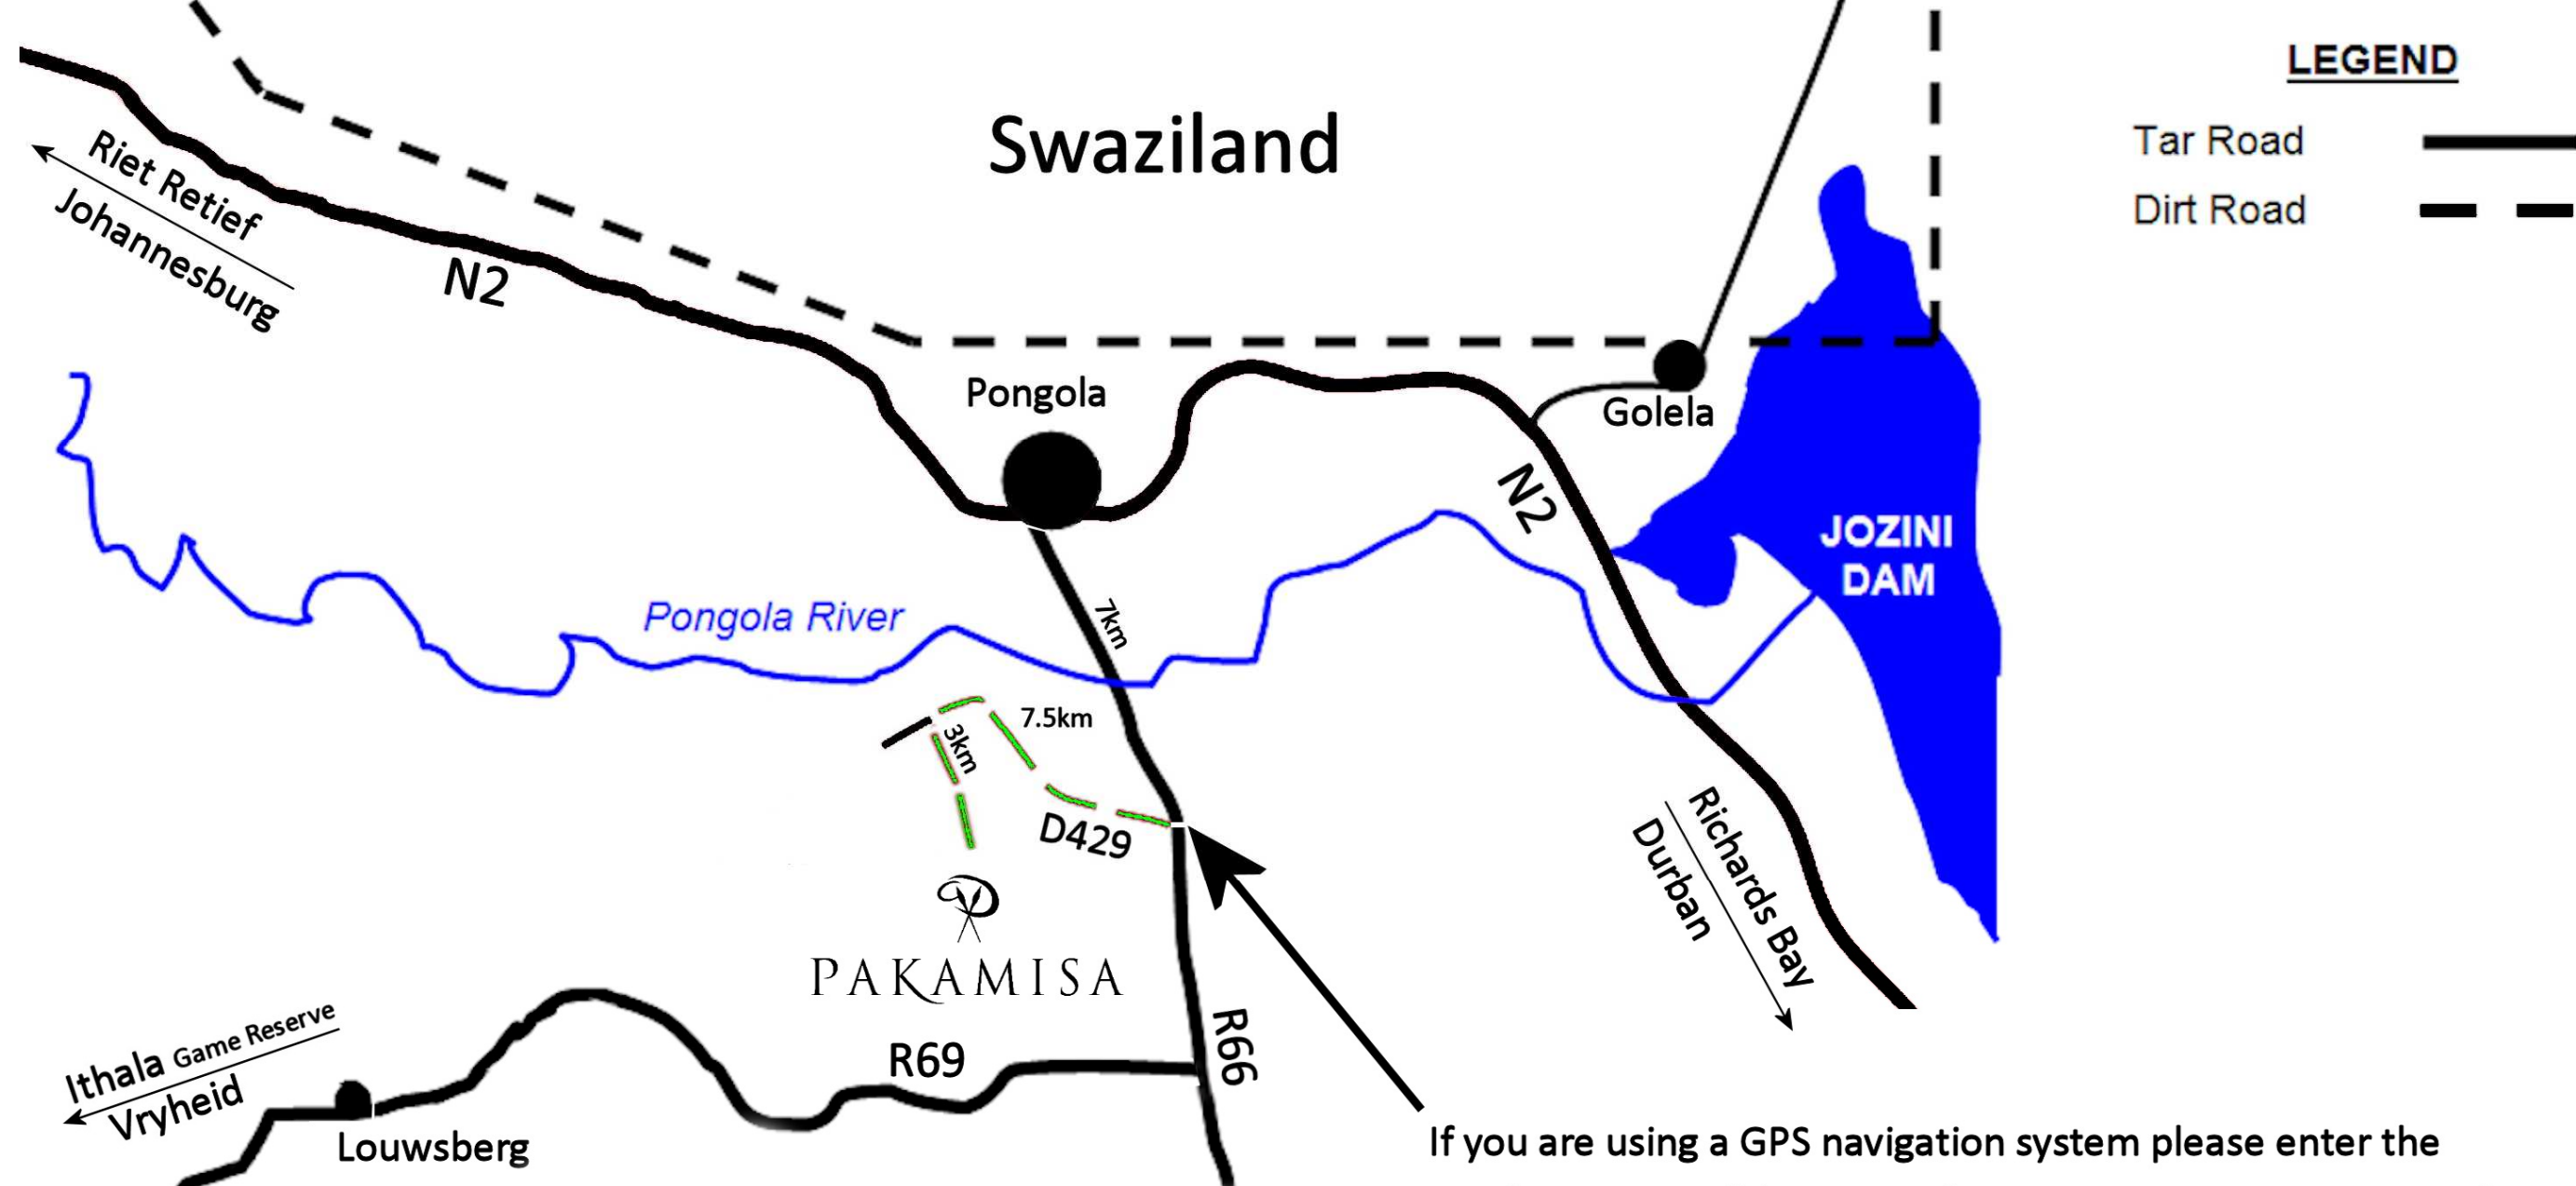 LEGEND
Tar Road
Dirt Road
Swaziland
Riet Retief
Johannesburg
N2
Pongola
Golela
N2
JOZINI
DAM
Pongola River
7km
7.5km
3km
D429
PAKAMISA
Richards Bay
Durban
R66
R69
Ithala Game Reserve
Vryheid
Louwsberg
If you are using a GPS navigation system please enter the